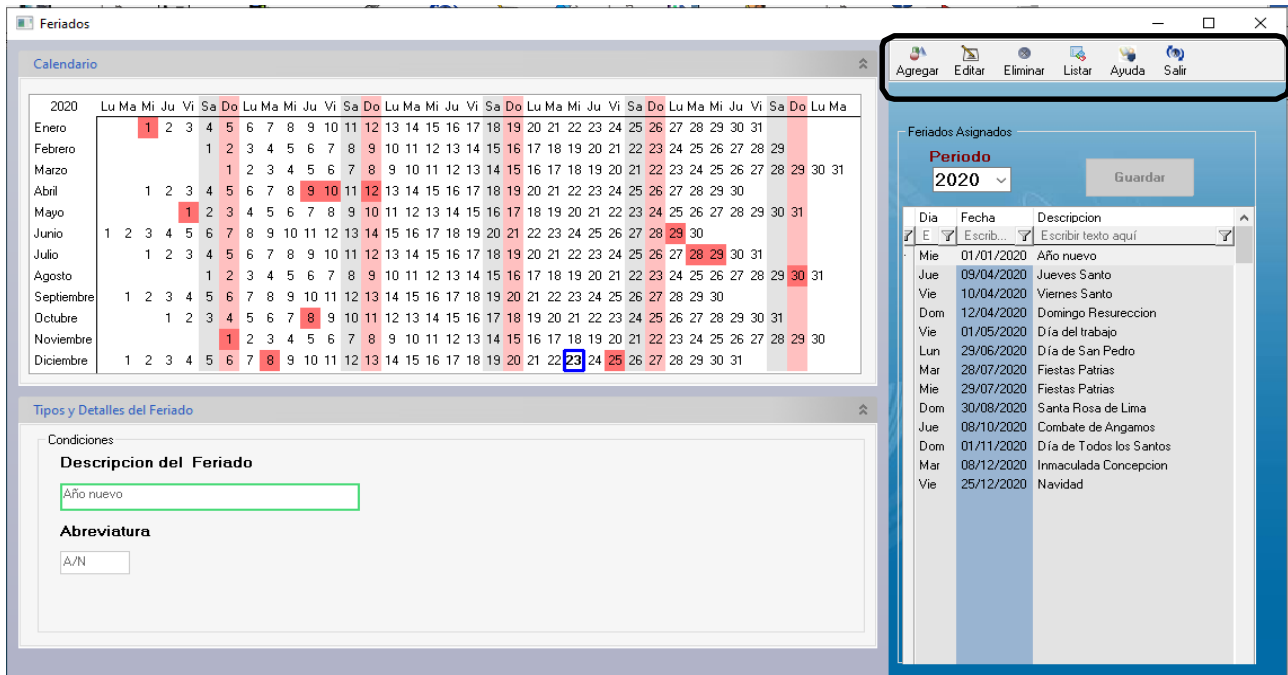 Feriados
Calendario
2020 Lu Ma Mi Ju Vi Sa Do Lu Ma Mi Ju Vi Sa Do Lu Ma Mi Ju Vi Sa Do Lu Ma Mi Ju Vi Sa Do Lu Ma Mi Ju Vi Sa Do Lu Ma
Enero 1 2 3 4 5 6 7 8 9 10 11 12 13 14 15 16 17 18 19 20 21 22 23 24 25 26 27 28 29 30 31
Febrero 1 2 3 4 5 6 7 8 9 10 11 12 13 14 15 16 17 18 19 20 21 22 23 24 25 26 27 28 29
Marzo 1 2 3 4 5 6 7 8 9 10 11 12 13 14 15 16 17 18 19 20 21 22 23 24 25 26 27 28 29 30 31
Abril 1 2 3 4 5 6 7 8 9 10 11 12 13 14 15 16 17 18 19 20 21 22 23 24 25 26 27 28 29 30
Mayo 1 2 3 4 5 6 7 8 9 10 11 12 13 14 15 16 17 18 19 20 21 22 23 24 25 26 27 28 29 30 31
Junio 1 2 3 4 5 6 7 8 9 10 11 12 13 14 15 16 17 18 19 20 21 22 23 24 25 26 27 28 29 30
Julio 1 2 3 4 5 6 7 8 9 10 11 12 13 14 15 16 17 18 19 20 21 22 23 24 25 26 27 28 29 30 31
Agosto 1 2 3 4 5 6 7 8 9 10 11 12 13 14 15 16 17 18 19 20 21 22 23 24 25 26 27 28 29 30 31
Septiembre 1 2 3 4 5 6 7 8 9 10 11 12 13 14 15 16 17 18 19 20 21 22 23 24 25 26 27 28 29 30
Octubre 1 2 3 4 5 6 7 8 9 10 11 12 13 14 15 16 17 18 19 20 21 22 23 24 25 26 27 28 29 30 31
Noviembre 1 2 3 4 5 6 7 8 9 10 11 12 13 14 15 16 17 18 19 20 21 22 23 24 25 26 27 28 29 30
Diciembre 1 2 3 4 5 6 7 8 9 10 11 12 13 14 15 16 17 18 19 20 21 22 23 24 25 26 27 28 29 30 31
Tipos y Detalles del Feriado
Condiciones
Descripcion del Feriado
Año nuevo
Abreviatura
A/N
Agregar Editar Eliminar Listar Ayuda Salir
Feriados Asignados
Periodo
2020
Guardar
Dia Fecha Descripcion
E Escrib... Escribir texto aquí
Mie 01/01/2020 Año nuevo
Jue 09/04/2020 Jueves Santo
Vie 10/04/2020 Viernes Santo
Dom 12/04/2020 Domingo Resureccion
Vie 01/05/2020 Día del trabajo
Lun 29/06/2020 Día de San Pedro
Mar 28/07/2020 Fiestas Patrias
Mie 29/07/2020 Fiestas Patrias
Dom 30/08/2020 Santa Rosa de Lima
Jue 08/10/2020 Combate de Angamos
Dom 01/11/2020 Día de Todos los Santos
Mar 08/12/2020 Inmaculada Concepcion
Vie 25/12/2020 Navidad